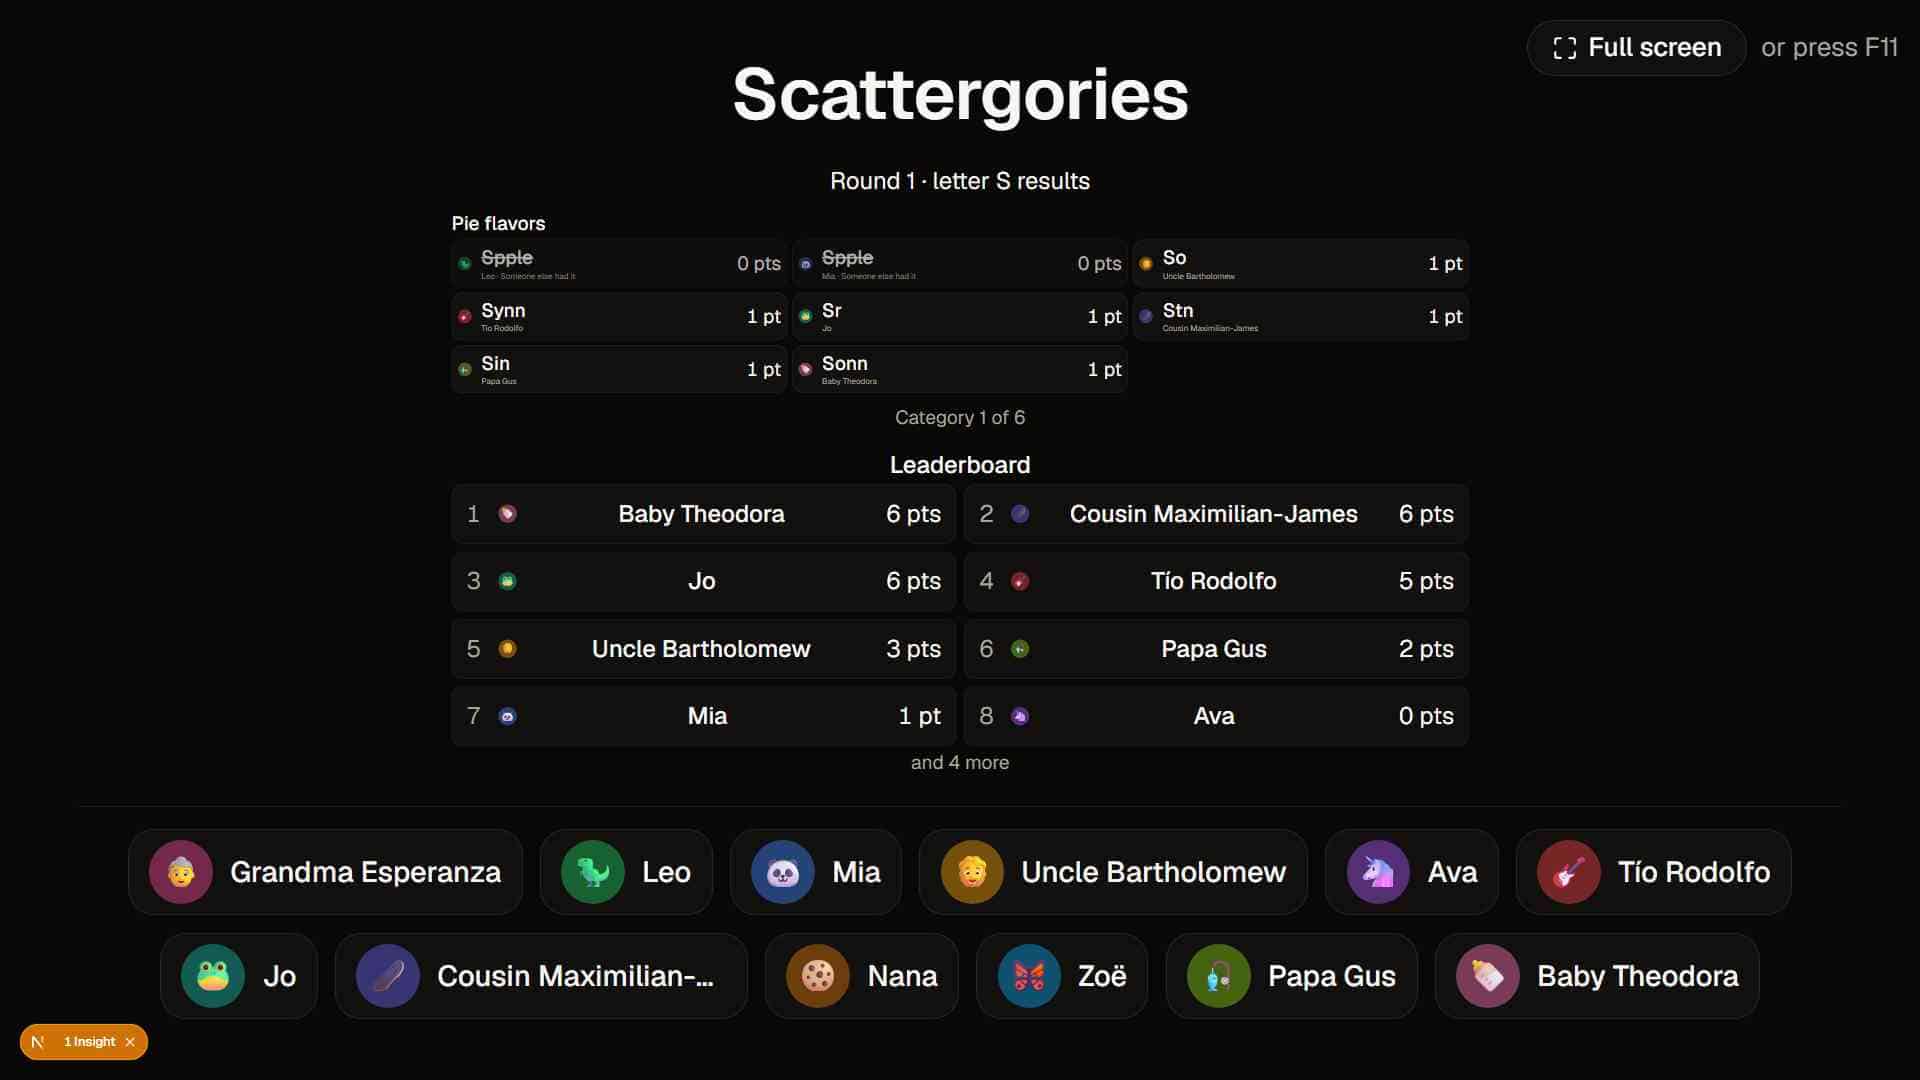 Full screen or press F11
Scattergories
Round 1 · letter S results
Pie flavors
Spple 0 pts
Leo · Someone else had it
Spple 0 pts
Mia · Someone else had it
So 1 pt
Uncle Bartholomew
Synn 1 pt
Tío Rodolfo
Sr 1 pt
Jo
Stn 1 pt
Cousin Maximilian-James
Sin 1 pt
Papa Gus
Sonn 1 pt
Baby Theodora
Category 1 of 6
Leaderboard
1 Baby Theodora 6 pts
2 Cousin Maximilian-James 6 pts
3 Jo 6 pts
4 Tío Rodolfo 5 pts
5 Uncle Bartholomew 3 pts
6 Papa Gus 2 pts
7 Mia 1 pt
8 Ava 0 pts
and 4 more
Grandma Esperanza
Leo
Mia
Uncle Bartholomew
Ava
Tío Rodolfo
Jo
Cousin Maximilian-...
Nana
Zoë
Papa Gus
Baby Theodora
N 1 Insight ×